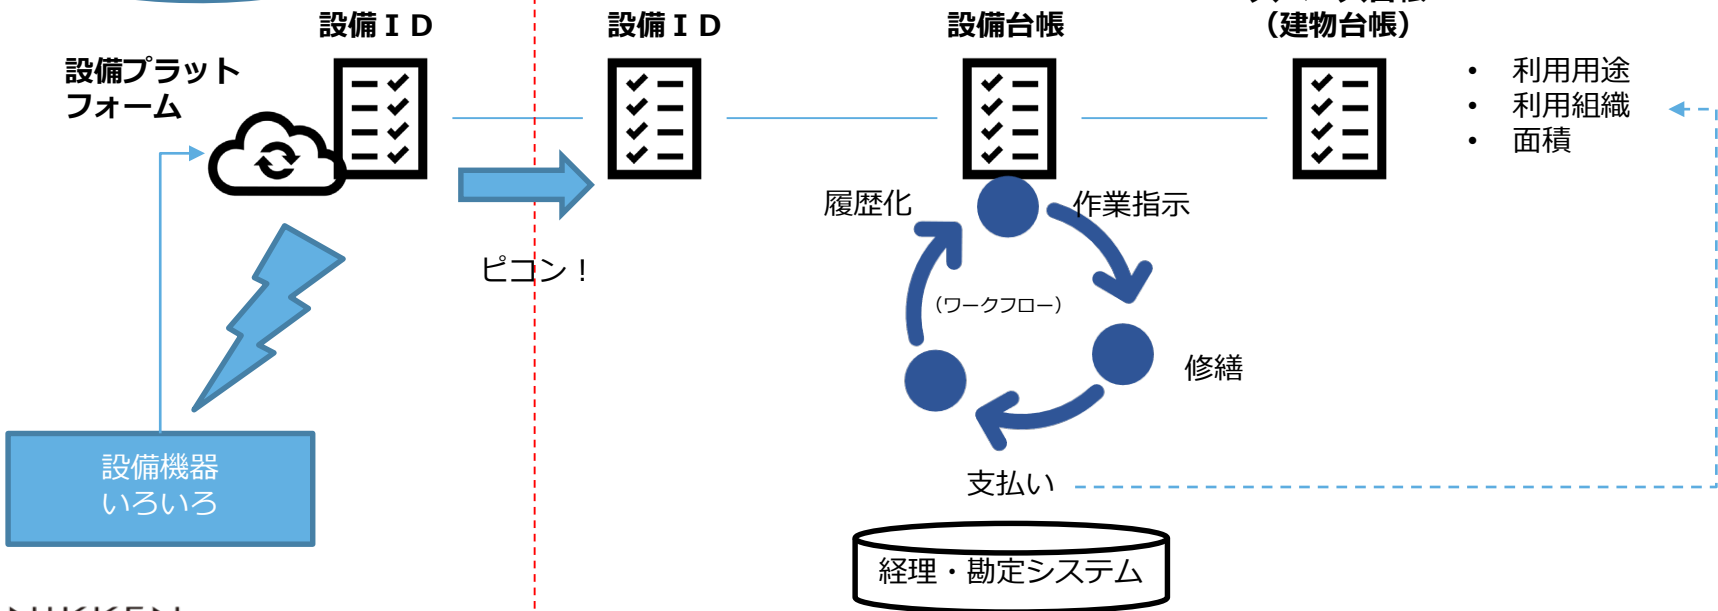 設備ＩＤ
設備ＩＤ
設備台帳
（建物台帳）
設備プラット
フォーム
• 利用用途
• 利用組織
• 面積
履歴化
作業指示
ピコン！
（ワークフロー）
修繕
設備機器
いろいろ
支払い
経理・勘定システム